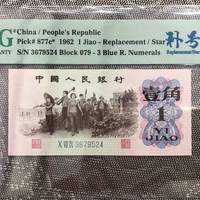 G
China / People's Republic
Pick# 877c* 1962 1 Jiao - Replacement / Star
S/N 3679524 Block 079 - 3 Blue R. Numerals
补号
中国人民银行
壹角
1
YI
JIAO
3679524